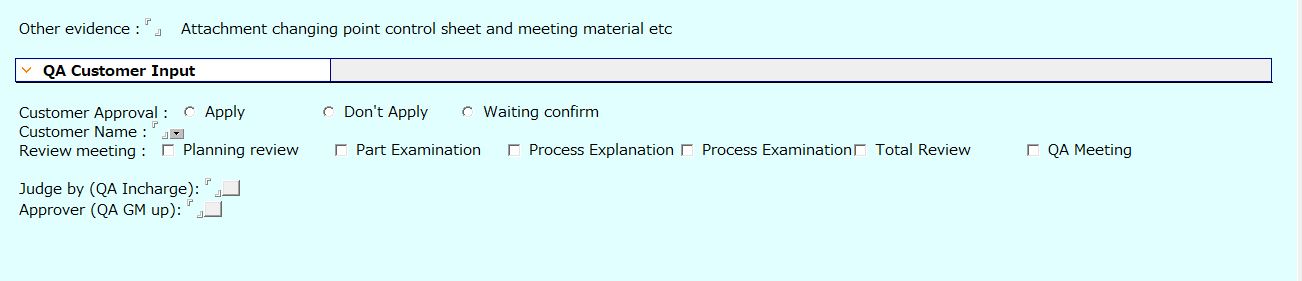 Other evidence : Attachment changing point control sheet and meeting material etc
QA Customer Input
Customer Approval : Apply Don't Apply Waiting confirm
Customer Name :
Review meeting : Planning review Part Examination Process Explanation Process Examination Total Review QA Meeting
Judge by (QA Incharge):
Approver (QA GM up):